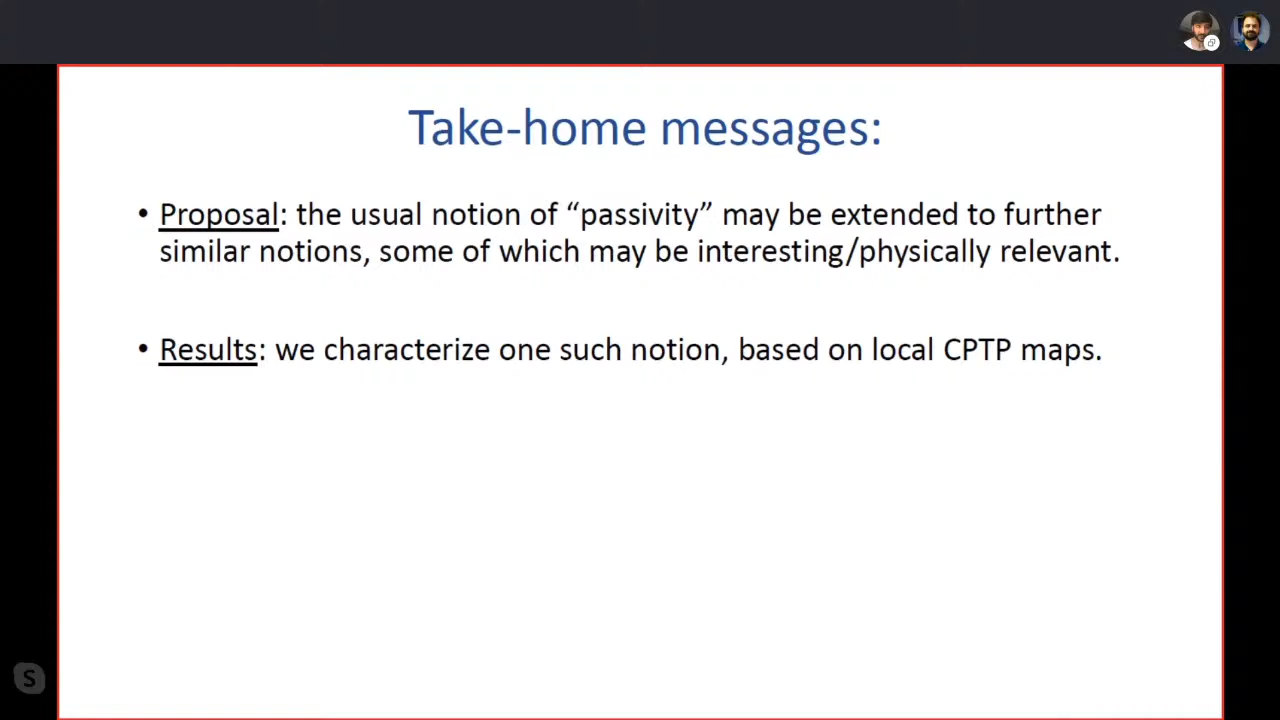 Take-home messages:
• Proposal: the usual notion of “passivity” may be extended to further
similar notions, some of which may be interesting/physically relevant.
• Results: we characterize one such notion, based on local CPTP maps.
S